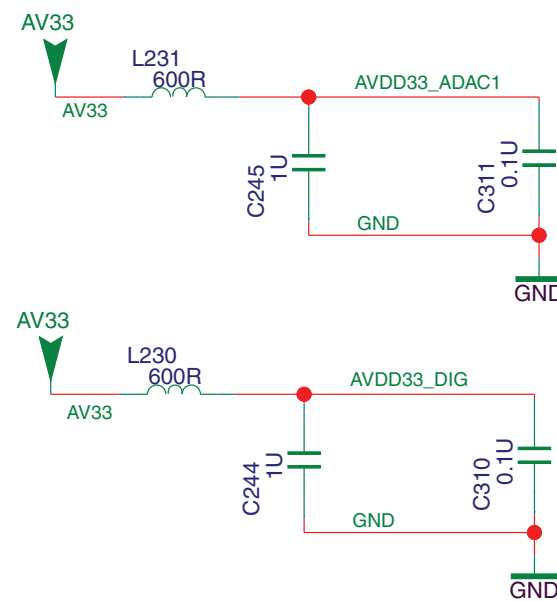 AV33
L231
600R
AV33
AVDD33_ADAC1
C245
1U
C311
0.1U
GND
GND
AV33
L230
600R
AV33
AVDD33_DIG
C244
1U
C310
0.1U
GND
GND